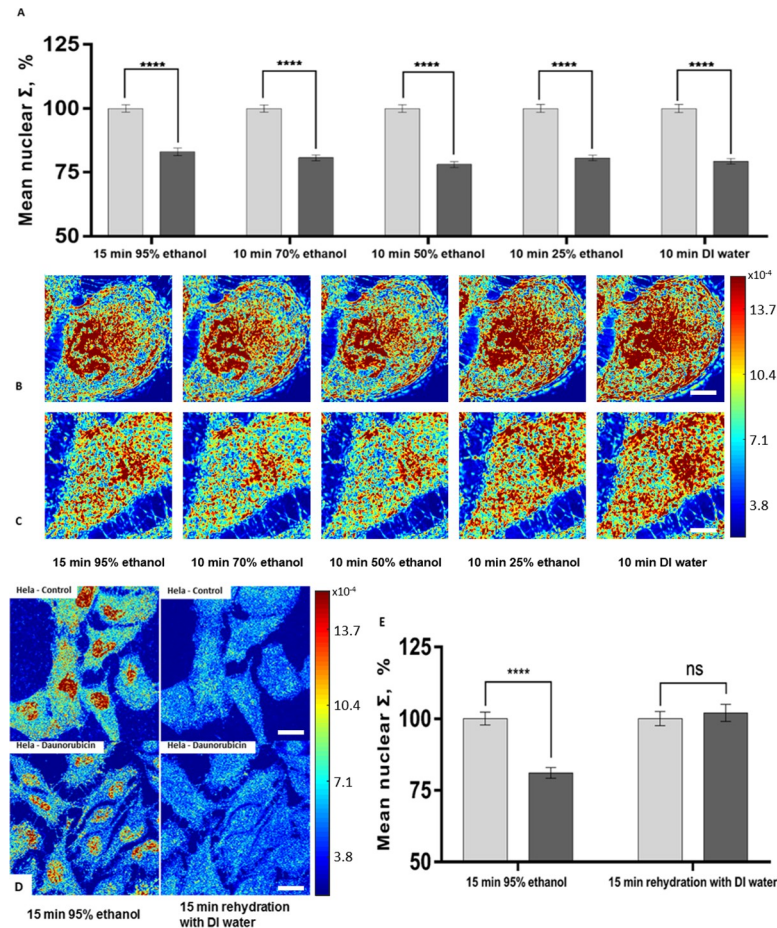 A
Mean nuclear Σ, %
125
100
75
50
**** **** **** **** ****
15 min 95% ethanol 10 min 70% ethanol 10 min 50% ethanol 10 min 25% ethanol 10 min DI water
B
C
x10-4
13.7
10.4
7.1
3.8
15 min 95% ethanol 10 min 70% ethanol 10 min 50% ethanol 10 min 25% ethanol 10 min DI water
Hela - Control Hela - Control
Hela - Daunorubicin Hela - Daunorubicin
D
x10-4
13.7
10.4
7.1
3.8
15 min 95% ethanol 15 min rehydration
with DI water
E
Mean nuclear Σ, %
125
100
75
50
**** ns
15 min 95% ethanol 15 min rehydration with DI water